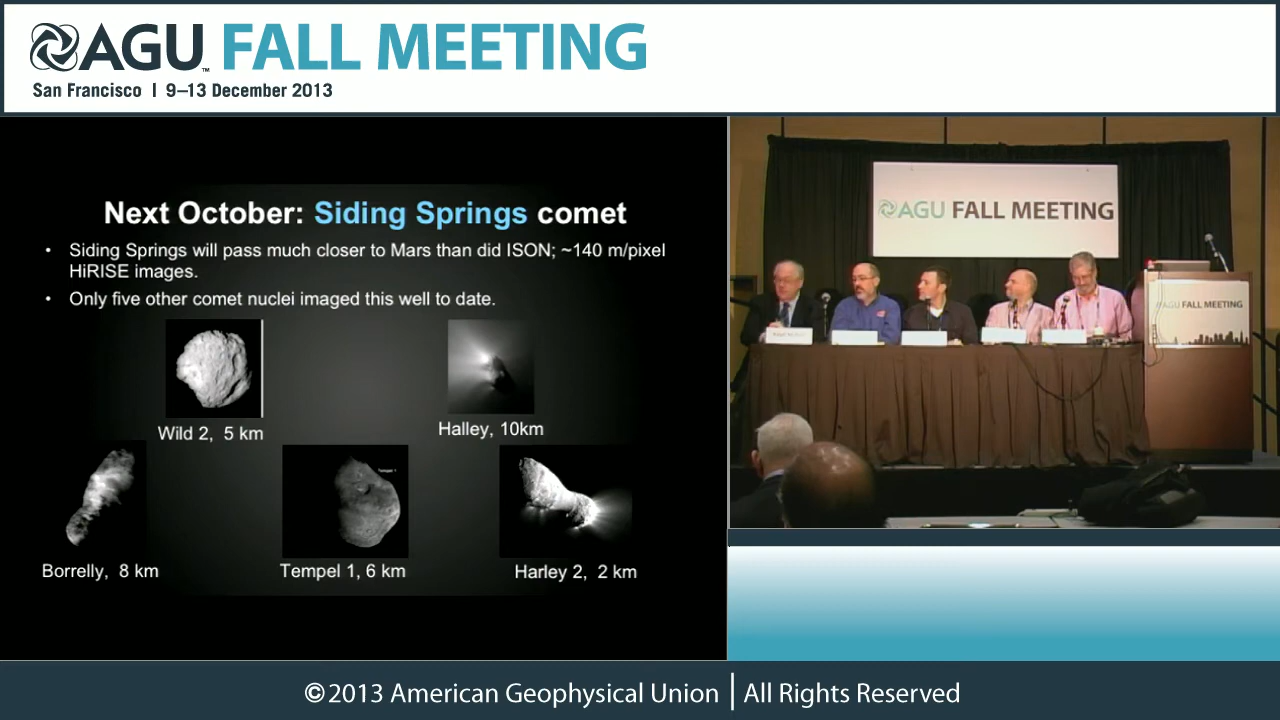 AGU™ FALL MEETING
San Francisco | 9–13 December 2013
Next October: Siding Springs comet
• Siding Springs will pass much closer to Mars than did ISON; ~140 m/pixel
HiRISE images.
• Only five other comet nuclei imaged this well to date.
Wild 2, 5 km
Halley, 10km
Tempel 1
Borrelly, 8 km
Tempel 1, 6 km
Harley 2, 2 km
AGU FALL MEETING
AGU FALL MEETING
©2013 American Geophysical Union | All Rights Reserved